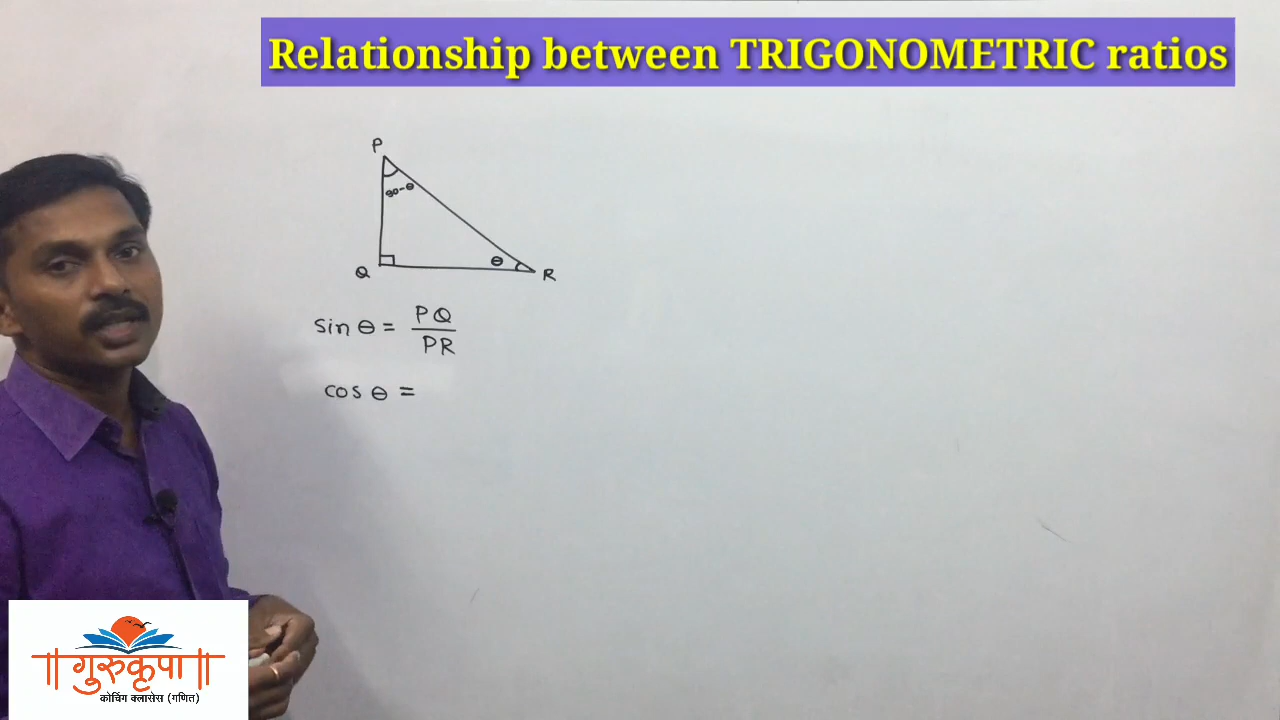 Relationship between TRIGONOMETRIC ratios
P
90-θ
Q
θ
R
sin θ = PQ
PR
cos θ =
॥ गुरुकृपा ॥
कोचिंग क्लासेस (गणित)